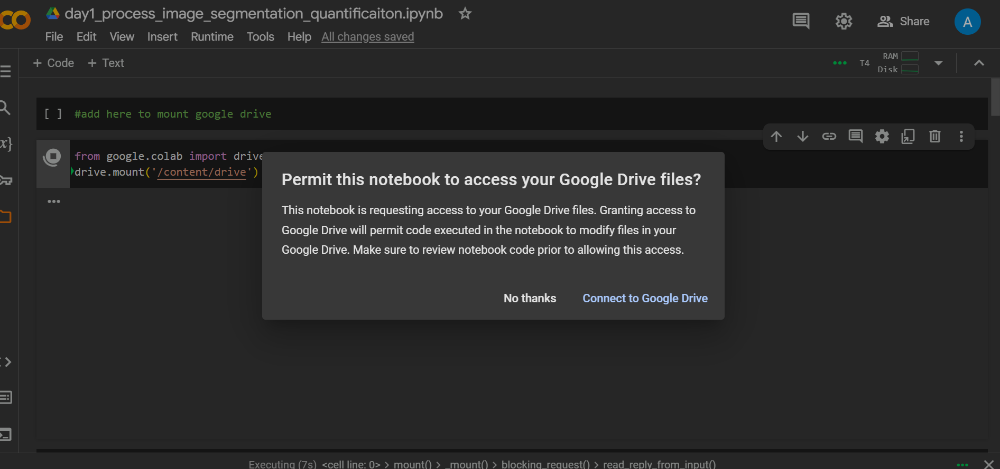 day1_process_image_segmentation_quantificaiton.ipynb
File Edit View Insert Runtime Tools Help All changes saved
Share
A
+ Code + Text
T4
RAM
Disk
[ ] #add here to mount google drive
from google.colab import drive
drive.mount('/content/drive')
Permit this notebook to access your Google Drive files?
This notebook is requesting access to your Google Drive files. Granting access to
Google Drive will permit code executed in the notebook to modify files in your
Google Drive. Make sure to review notebook code prior to allowing this access.
No thanks Connect to Google Drive
Executing (7s) <cell line: 0> > mount() > _mount() > blocking_request() > read_reply_from_input()